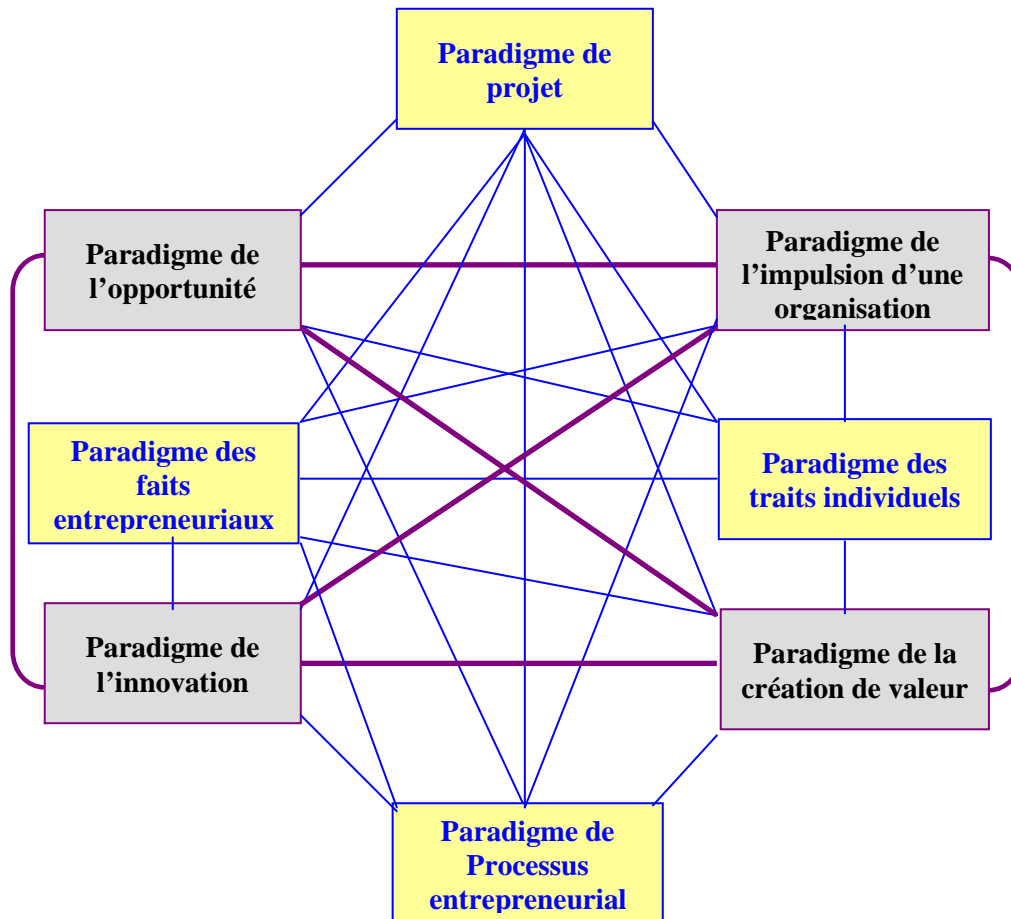 Paradigme de
projet
Paradigme de
l’opportunité
Paradigme de
l’impulsion d’une
organisation
Paradigme des
faits
entrepreneuriaux
Paradigme des
traits individuels
Paradigme de
l’innovation
Paradigme de la
création de valeur
Paradigme de
Processus
entrepreneurial